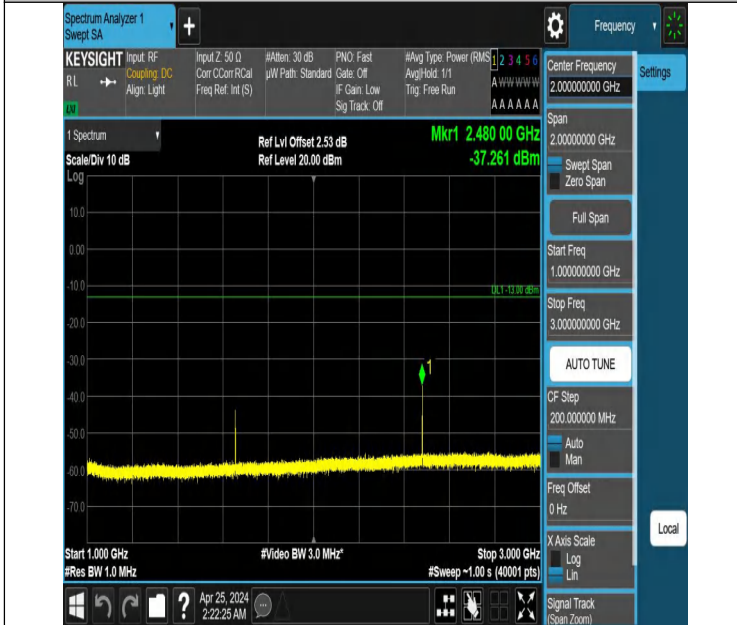 Spectrum Analyzer 1
Swept SA
+
Frequency
KEYSIGHT
RL
Input: RF
Coupling: DC
Align: Light
Input Z: 50 Ω
Corr CCorr RCal
Freq Ref: Int (S)
#Atten: 30 dB
µW Path: Standard
PNO: Fast
Gate: Off
IF Gain: Low
Sig Track: Off
#Avg Type: Power (RMS
Avg|Hold: 1/1
Trig: Free Run
1 2 3 4 5 6
A W W W W W
A A A A A A
1 Spectrum
Scale/Div 10 dB
Log
Ref Lvl Offset 2.53 dB
Ref Level 20.00 dBm
Mkr1 2.480 00 GHz
-37.261 dBm
10.0
0.00
-10.0
DL1 -13.00 dBm
-20.0
-30.0
1
-40.0
-50.0
-60.0
-70.0
Start 1.000 GHz
#Res BW 1.0 MHz
#Video BW 3.0 MHz*
Stop 3.000 GHz
#Sweep ~1.00 s (40001 pts)
?
Apr 25, 2024
2:22:25 AM
Center Frequency
2.000000000 GHz
Settings
Span
2.00000000 GHz
Swept Span
Zero Span
Full Span
Start Freq
1.000000000 GHz
Stop Freq
3.000000000 GHz
AUTO TUNE
CF Step
200.000000 MHz
Auto
Man
Freq Offset
0 Hz
X Axis Scale
Log
Lin
Local
Signal Track
(Span Zoom)